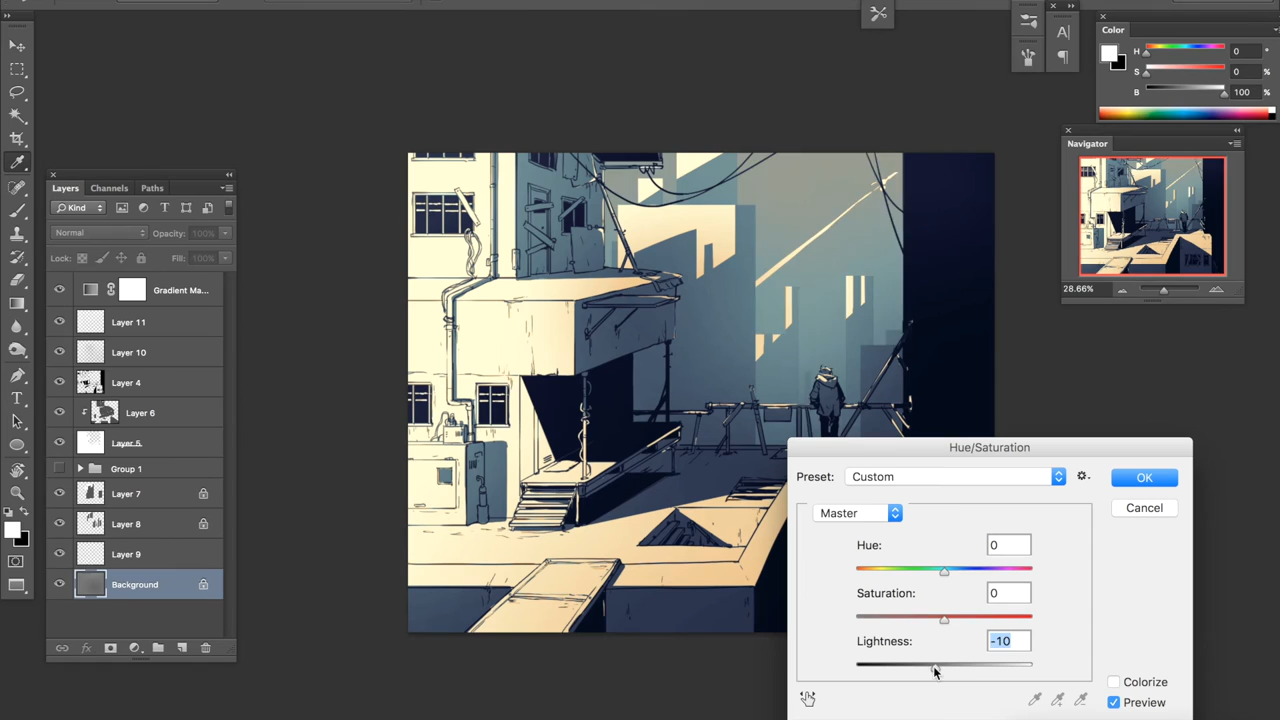 Color
H 0 °
S 0 %
B 100 %
Navigator
28.66%
Layers Channels Paths
Kind
Normal Opacity: 100%
Lock: Fill: 100%
Gradient Ma...
Layer 11
Layer 10
Layer 4
Layer 6
Layer 5
Group 1
Layer 7
Layer 8
Layer 9
Background
Hue/Saturation
Preset: Custom
OK
Cancel
Master
Hue: 0
Saturation: 0
Lightness: -10
Colorize
Preview